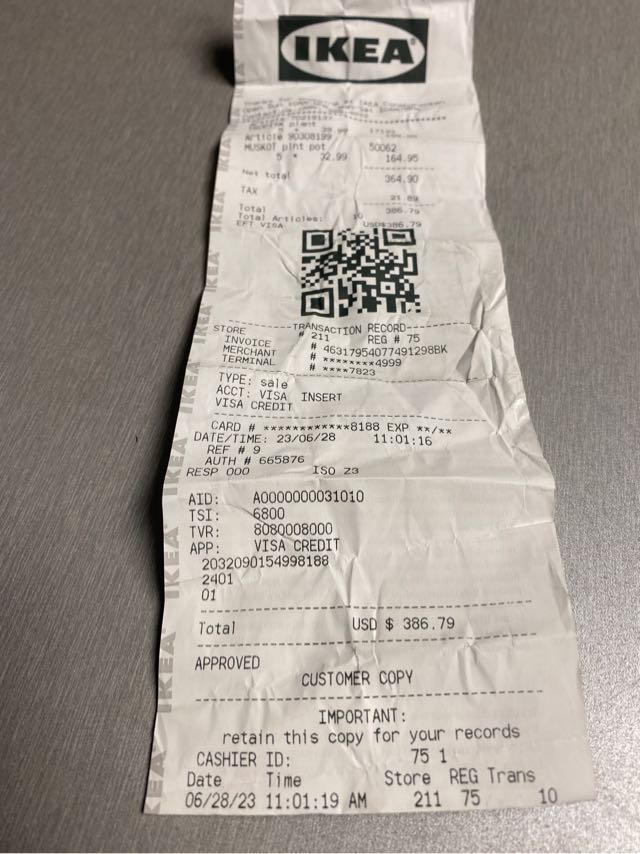 IKEA
Article 90308199
MUSKOT plnt pot 50062
5 * 32.99 164.95
Net total 364.90
TAX 21.89
Total 386.79
Total Articles: 10
EFT VISA USD$386.79
TRANSACTION RECORD
STORE # 211 REG # 75
INVOICE # 46317954077491298BK
MERCHANT # ********4999
TERMINAL # ****7823
TYPE: sale
ACCT: VISA INSERT
VISA CREDIT
CARD # ************8188 EXP **/**
DATE/TIME: 23/06/28 11:01:16
REF # 9
AUTH # 665876
RESP 000 ISO 23
AID: A0000000031010
TSI: 6800
TVR: 8080008000
APP: VISA CREDIT
2032090154998188
2401
01
Total USD $ 386.79
APPROVED
CUSTOMER COPY
IMPORTANT:
retain this copy for your records
CASHIER ID: 75 1
Date Time Store REG Trans
06/28/23 11:01:19 AM 211 75 10